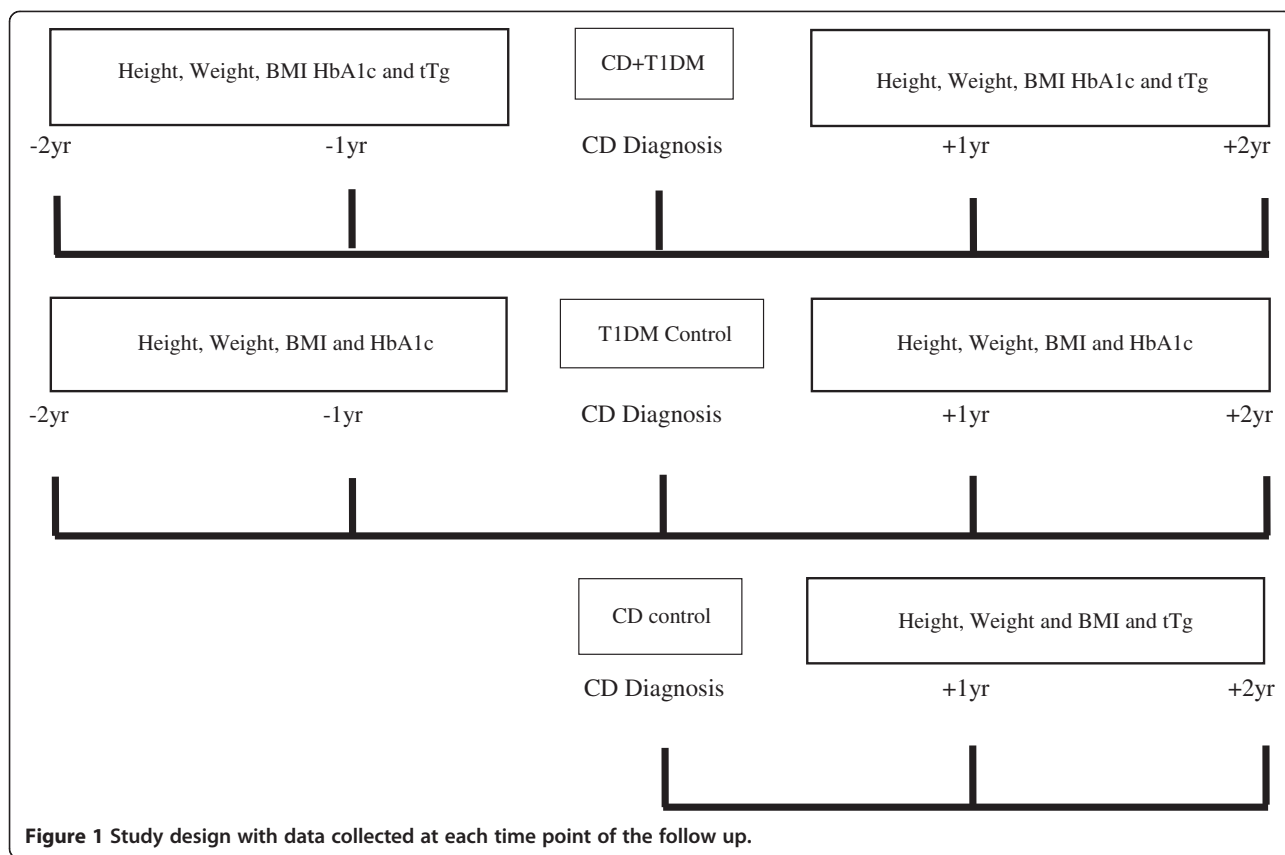 Height, Weight, BMI HbA1c and tTg
CD+T1DM
Height, Weight, BMI HbA1c and tTg
-2yr -1yr CD Diagnosis +1yr +2yr
Height, Weight, BMI and HbA1c
T1DM Control
Height, Weight, BMI and HbA1c
-2yr -1yr CD Diagnosis +1yr +2yr
CD control
Height, Weight and BMI and tTg
CD Diagnosis +1yr +2yr
Figure 1 Study design with data collected at each time point of the follow up.